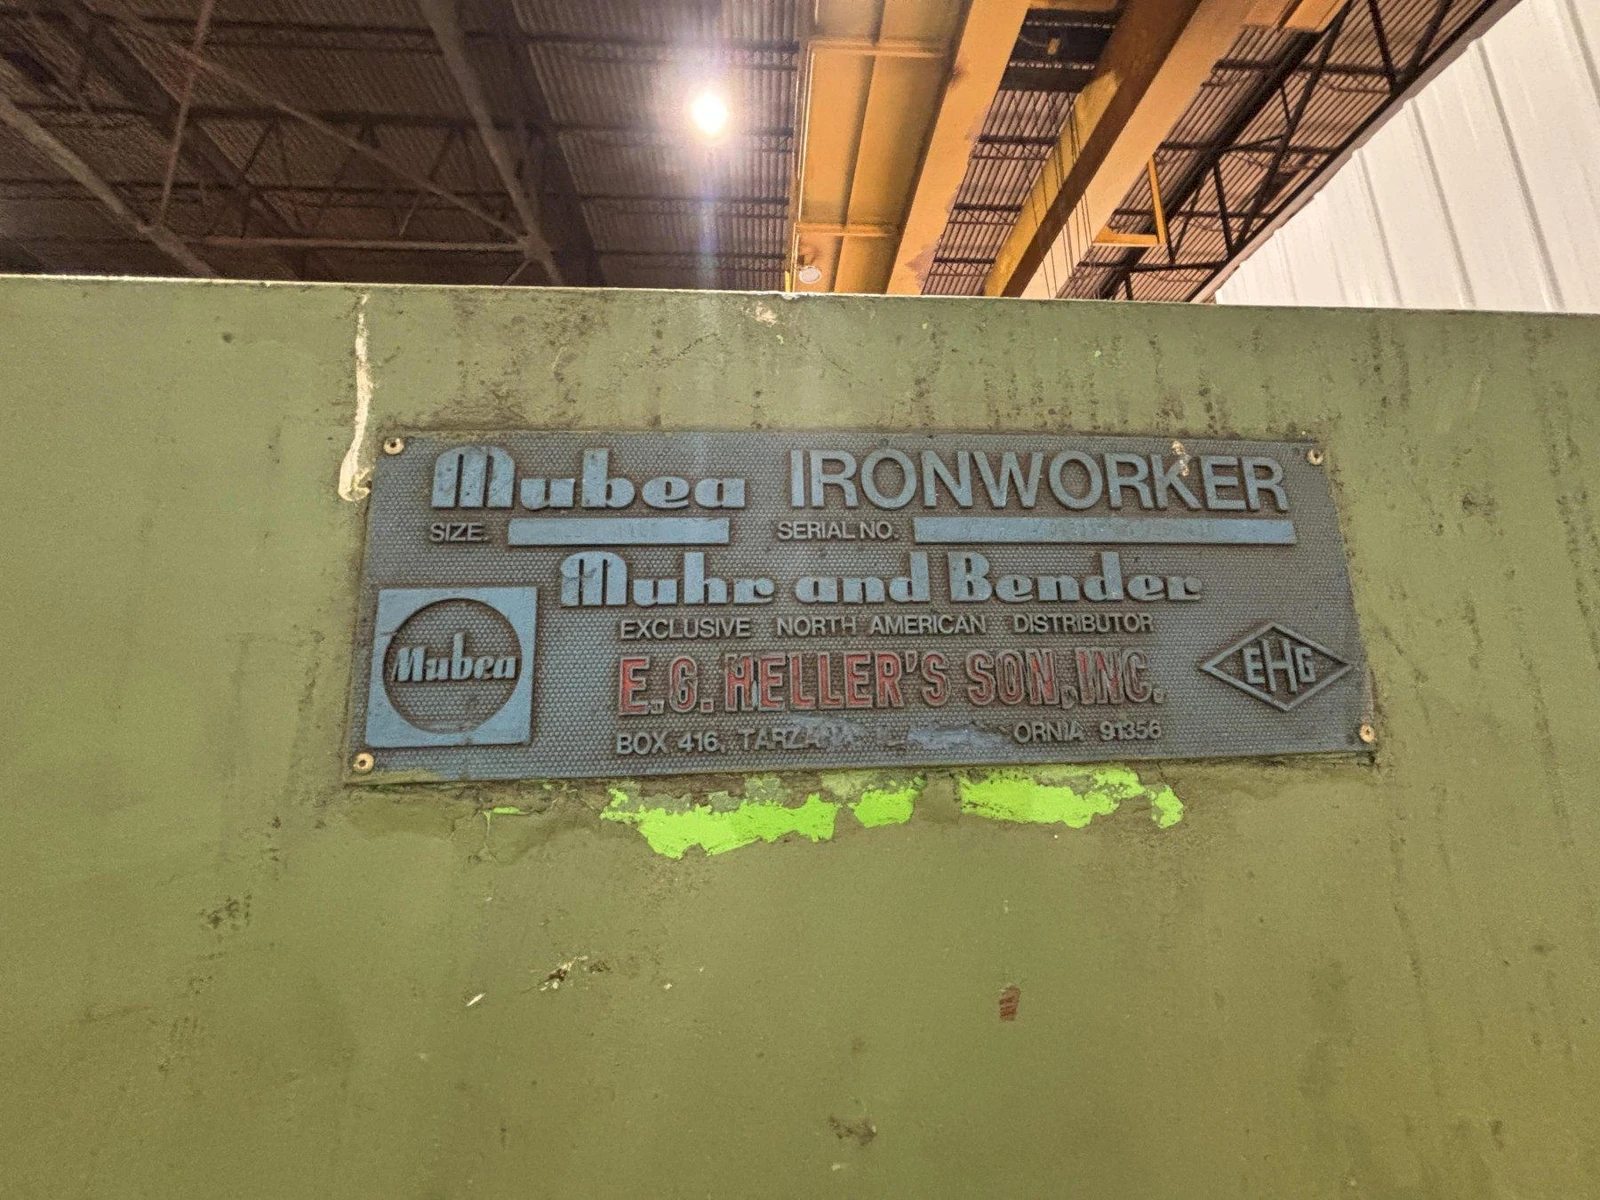 Mubea IRONWORKER
SIZE. SERIAL NO.
Muhr and Bender
EXCLUSIVE NORTH AMERICAN DISTRIBUTOR
Mubea
E.G. HELLER'S SON, INC.
EHG
BOX 416, ORNIA 91356